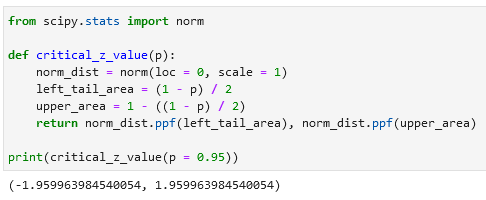 from scipy.stats import norm
def critical_z_value(p):
    norm_dist = norm(loc = 0, scale = 1)
    left_tail_area = (1 - p) / 2
    upper_area = 1 - ((1 - p) / 2)
    return norm_dist.ppf(left_tail_area), norm_dist.ppf(upper_area)
print(critical_z_value(p = 0.95))
(-1.959963984540054, 1.959963984540054)